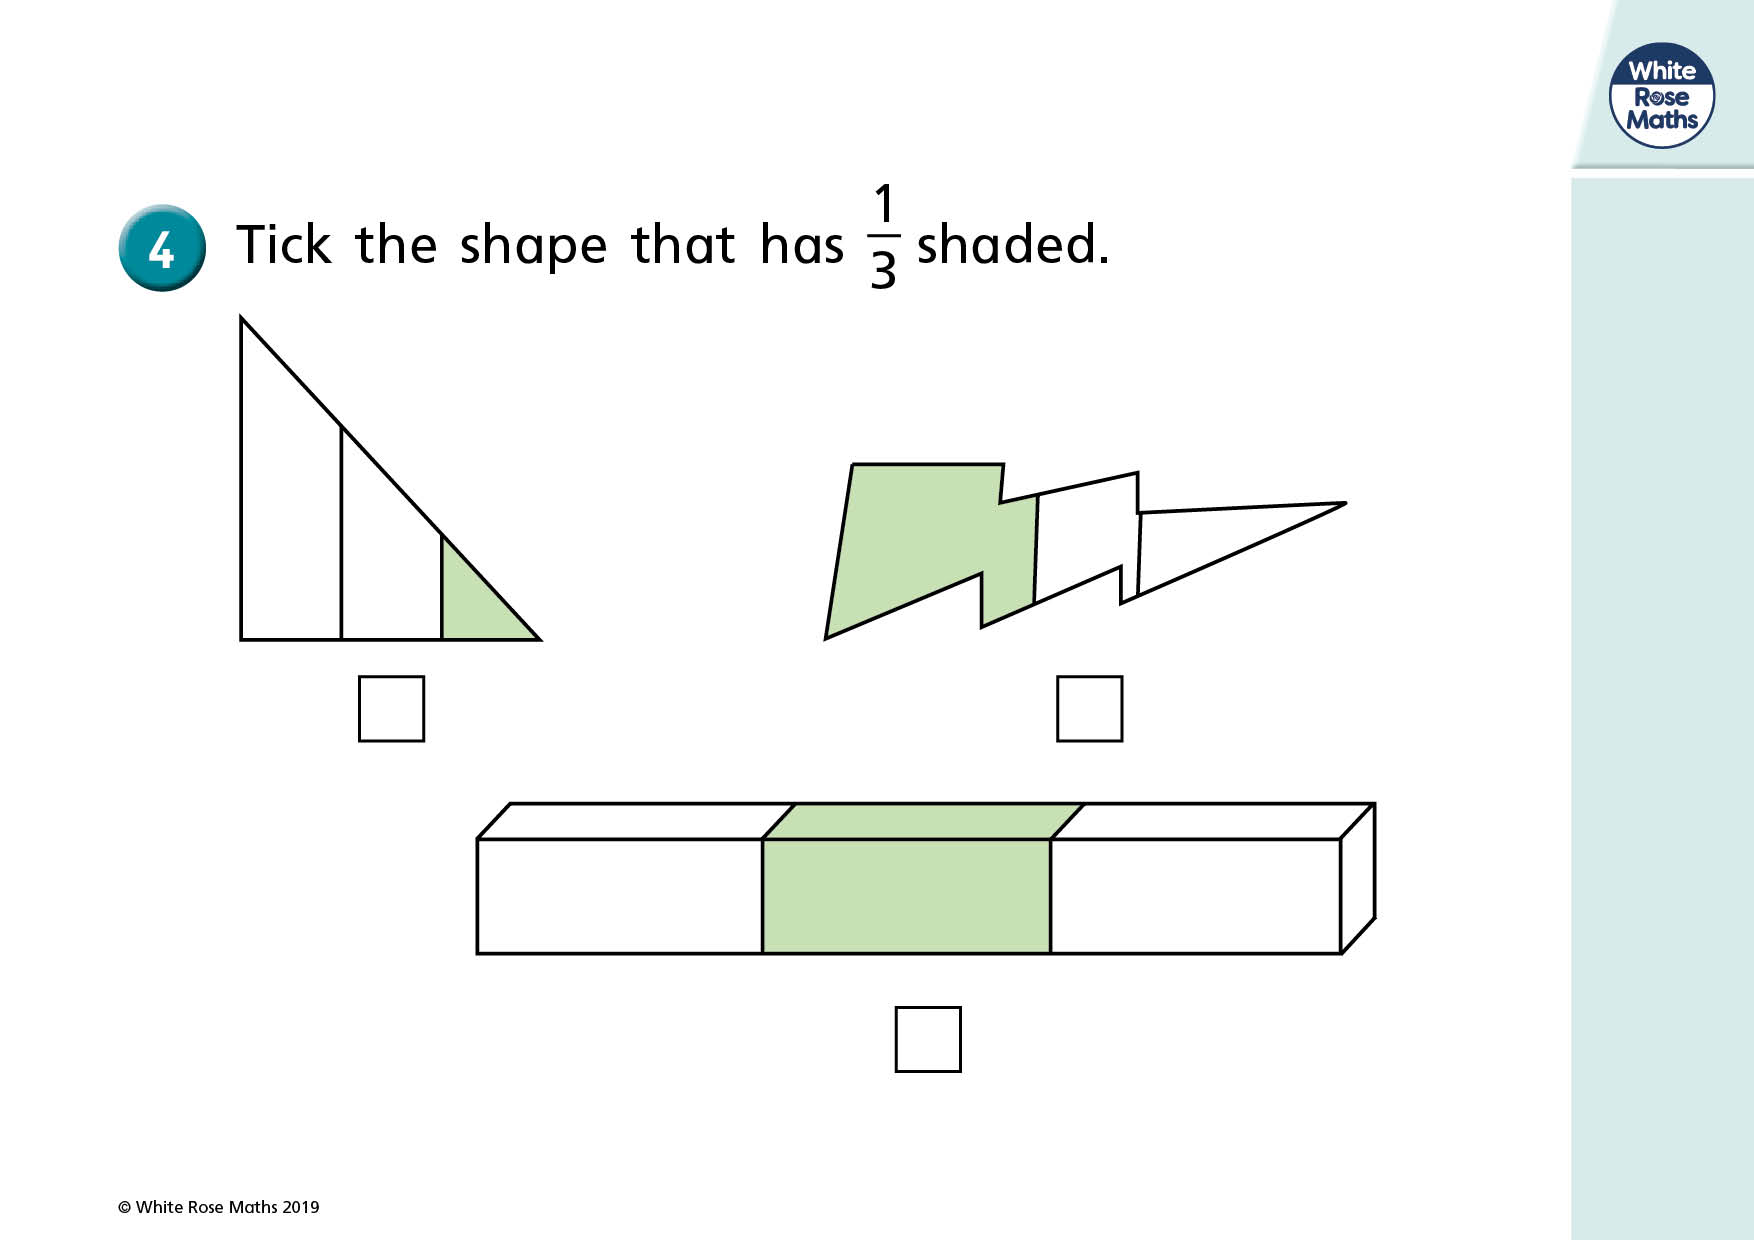 White
Rose
Maths
4 Tick the shape that has 1/3 shaded.
© White Rose Maths 2019